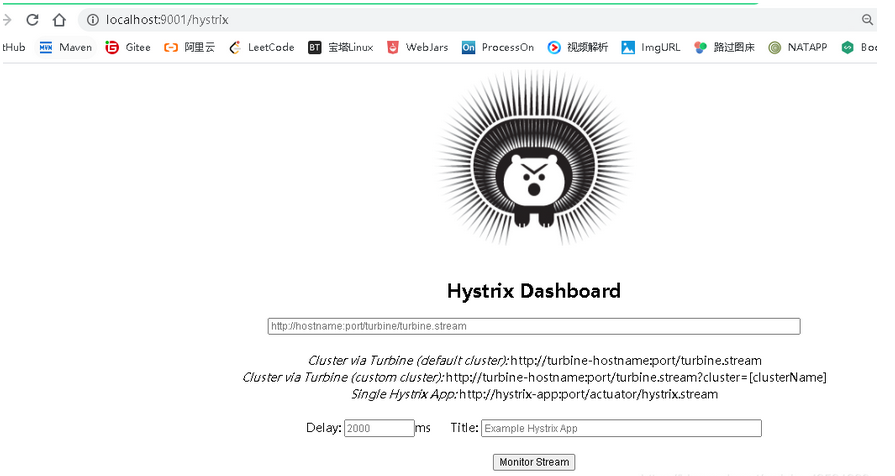 localhost:9001/hystrix
tHub Maven Gitee 阿里云 LeetCode BT 宝塔Linux WebJars On ProcessOn 视频解析 ImgURL 路过图床 NATAPP Boo
Hystrix Dashboard
http://hostname:port/turbine/turbine.stream
Cluster via Turbine (default cluster): http://turbine-hostname:port/turbine.stream
Cluster via Turbine (custom cluster): http://turbine-hostname:port/turbine.stream?cluster=[clusterName]
Single Hystrix App: http://hystrix-app:port/actuator/hystrix.stream
Delay: 2000 ms Title: Example Hystrix App
Monitor Stream